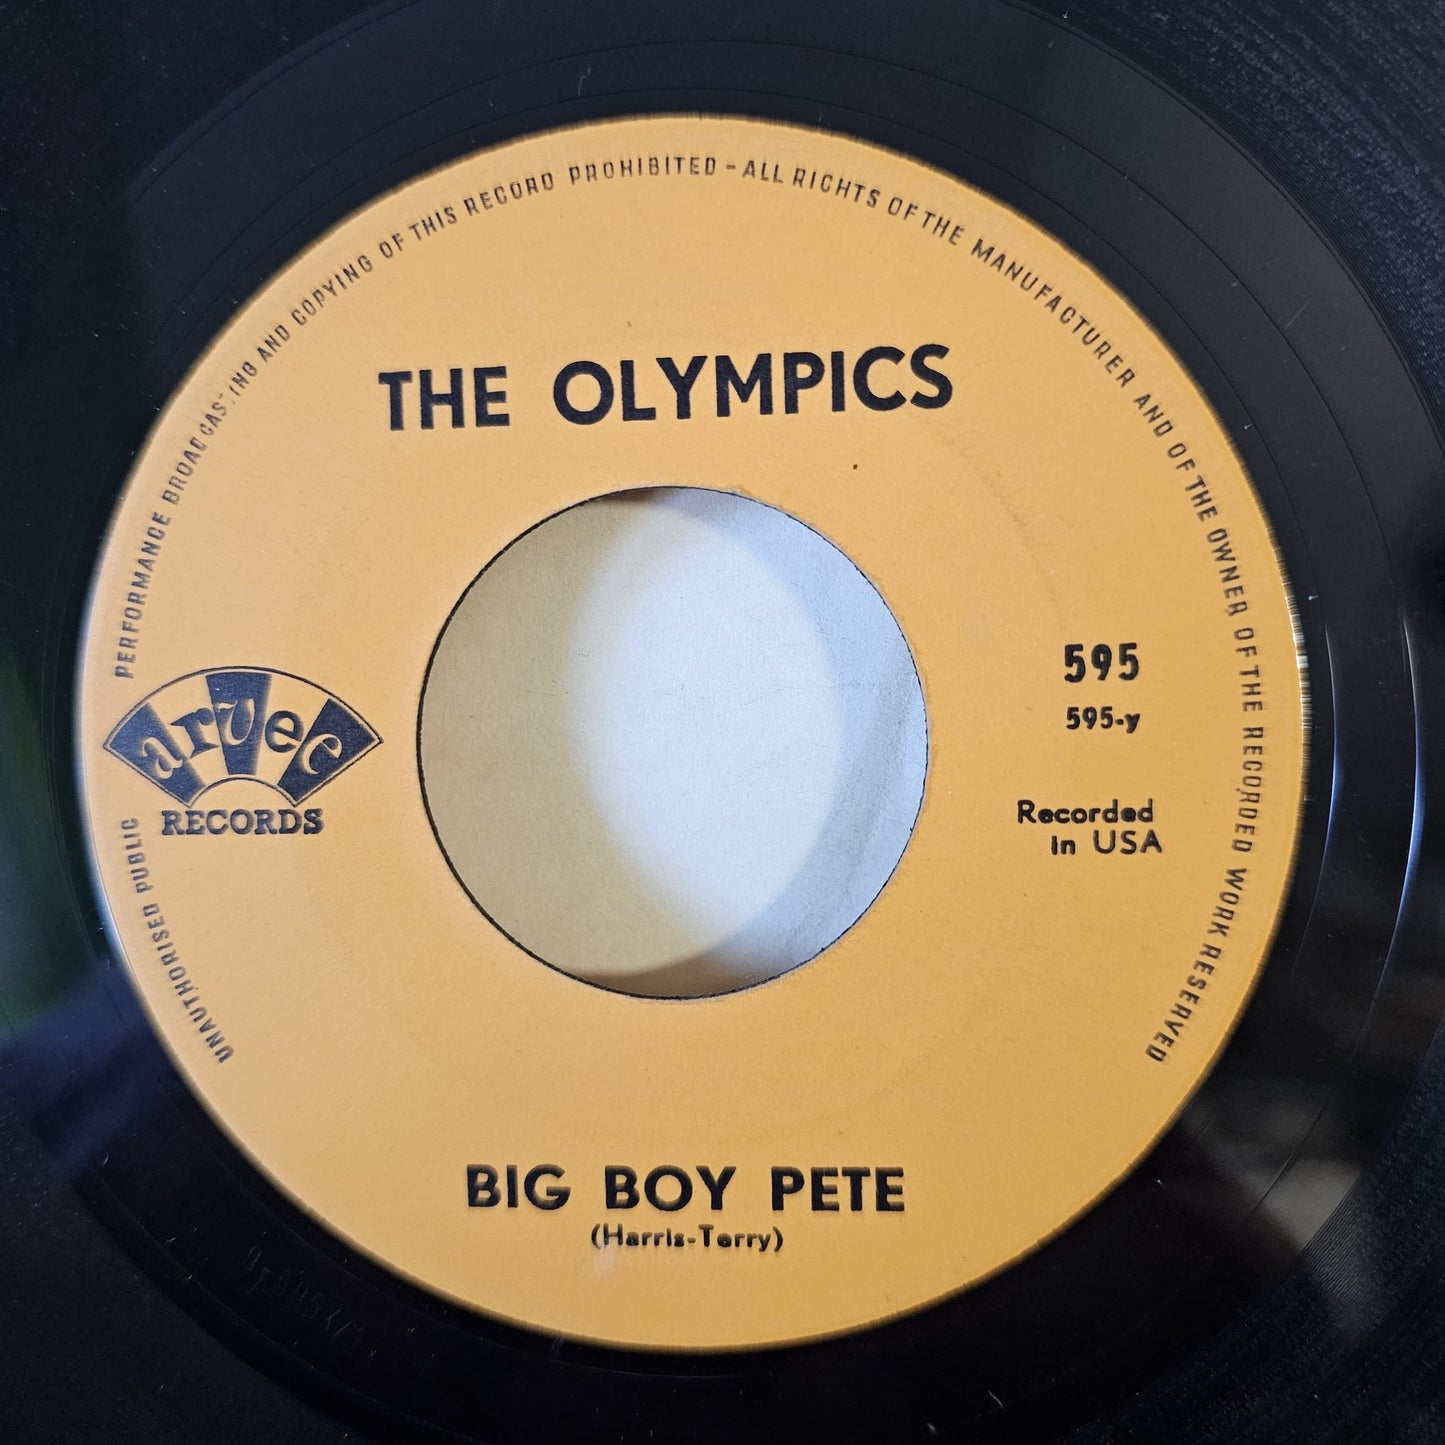 UNAUTHORISED PUBLIC PERFORMANCE BROADCASTING AND COPYING OF THIS RECORD PROHIBITED - ALL RIGHTS OF THE MANUFACTURER AND OF THE OWNER OF THE RECORDED WORK RESERVED
THE OLYMPICS
arvee
RECORDS
595
595-y
Recorded
in USA
BIG BOY PETE
(Harris-Terry)